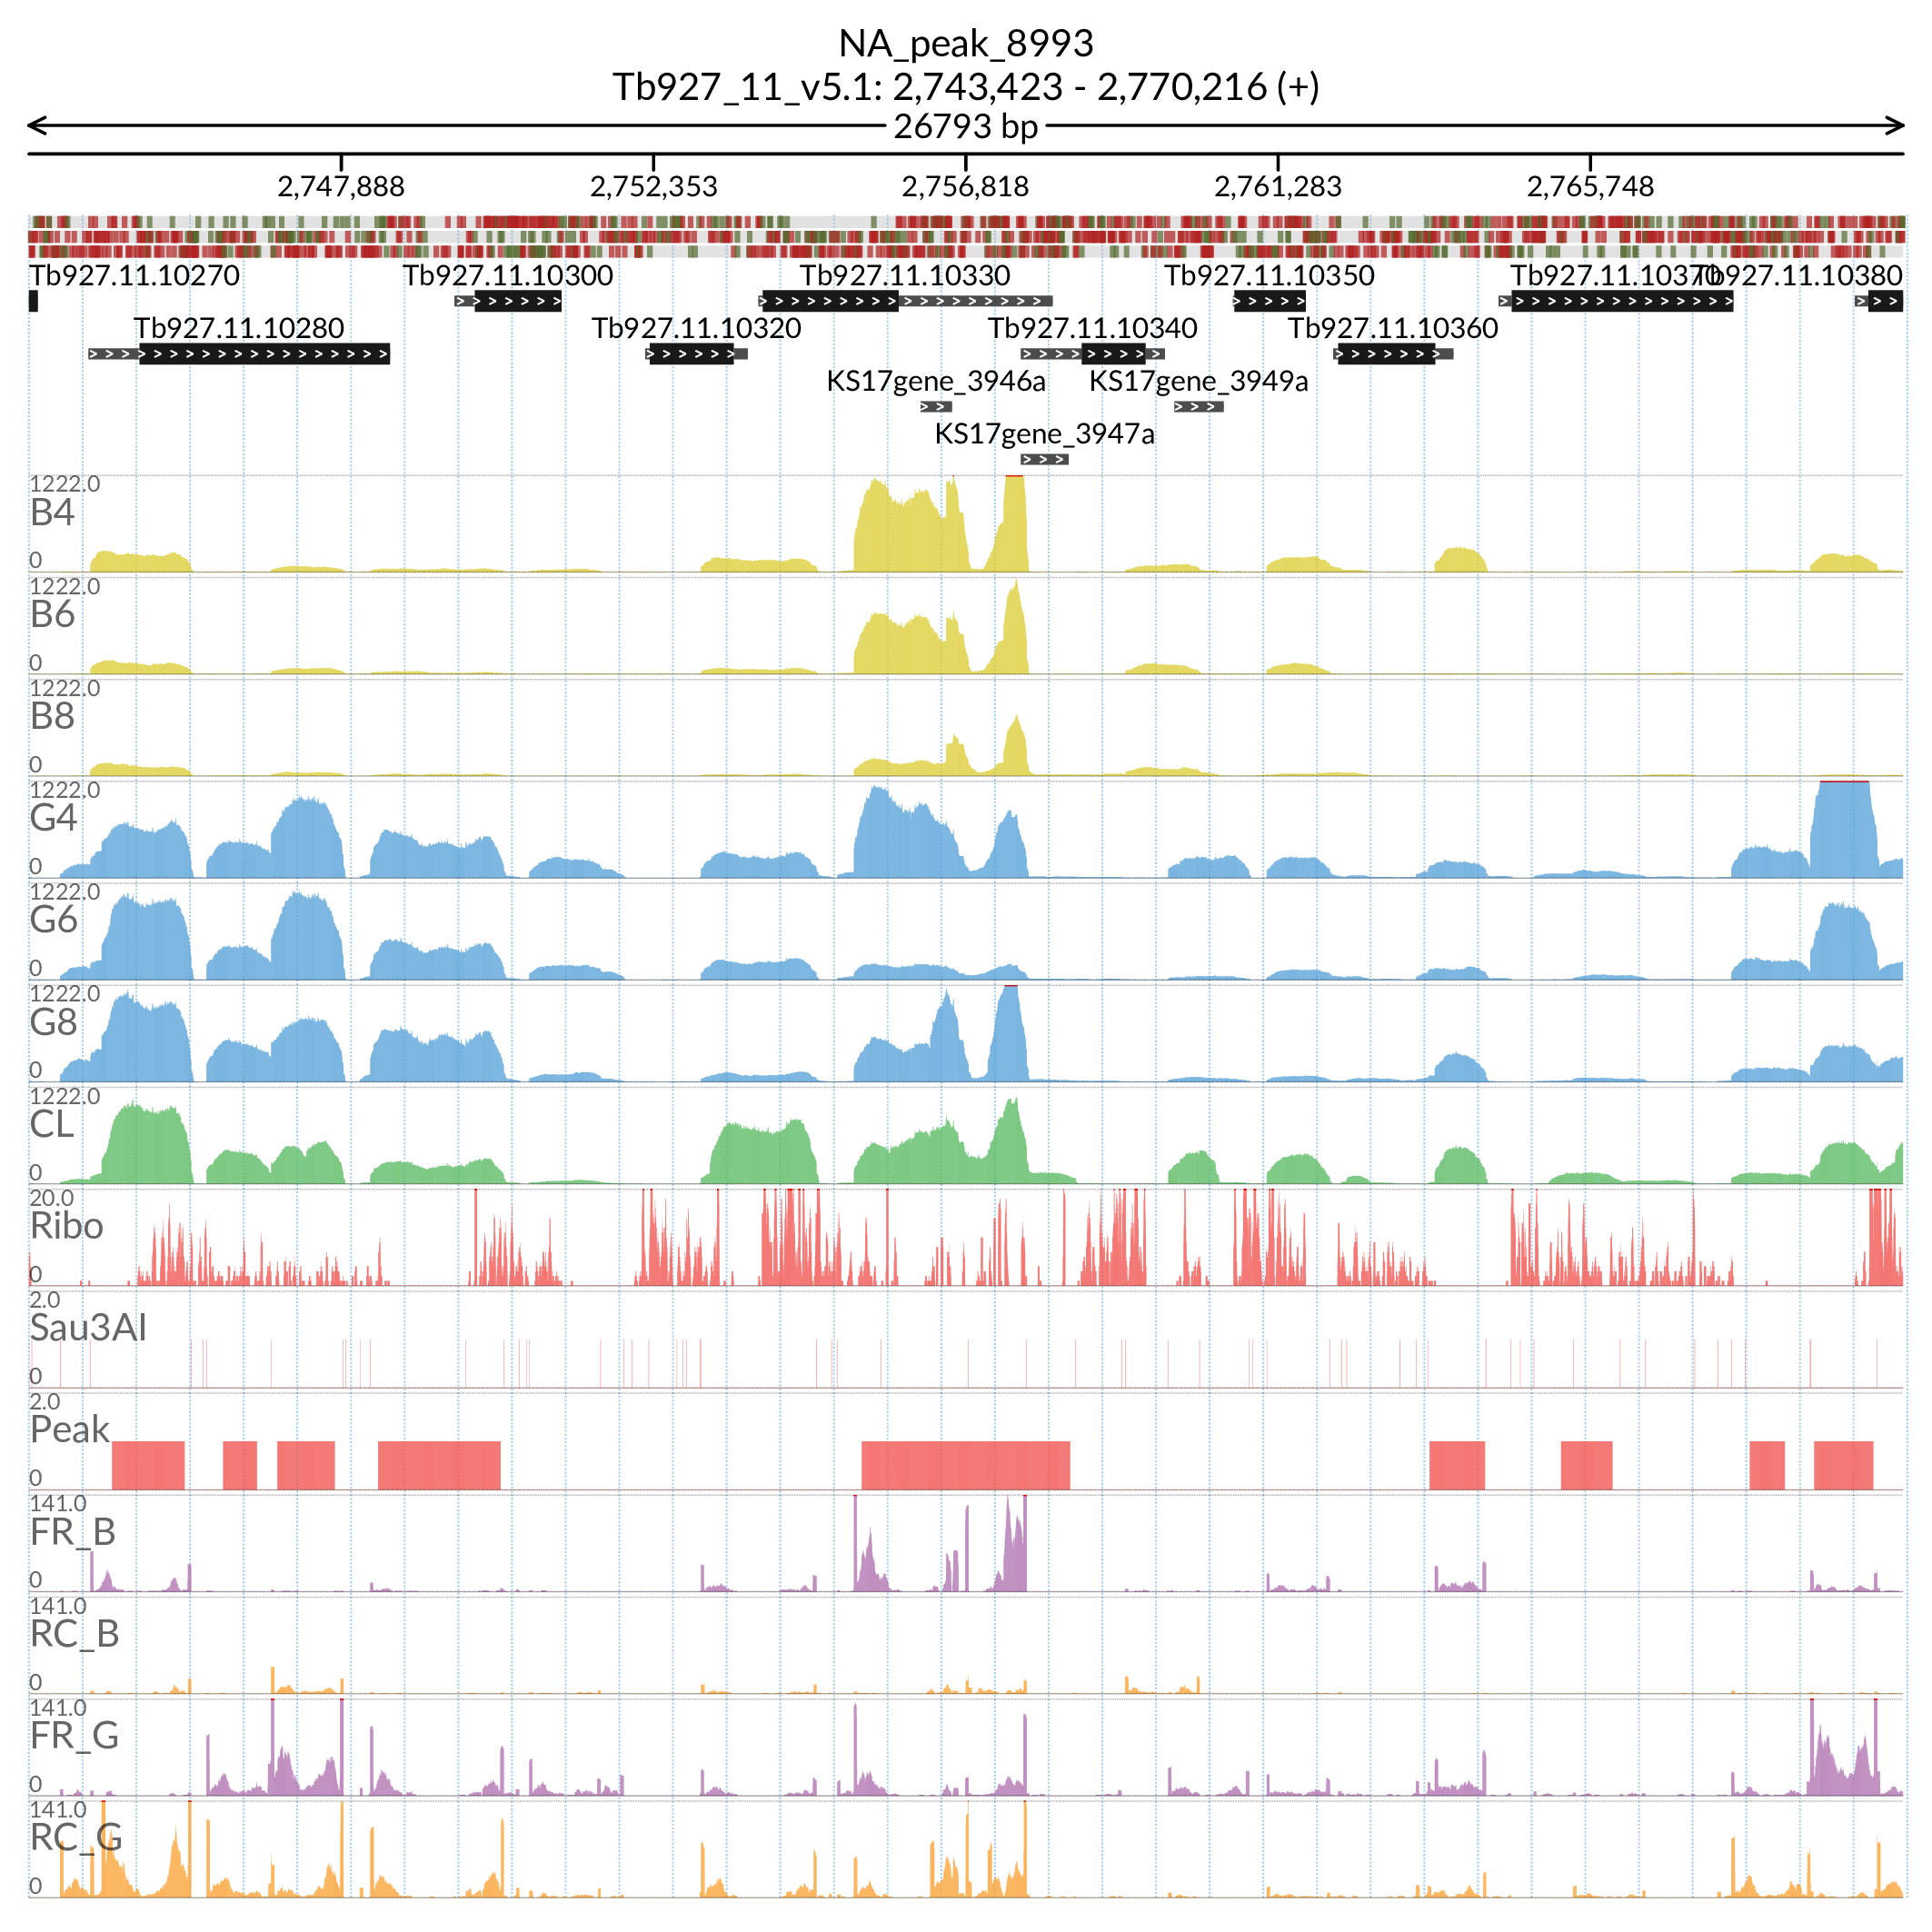 NA_peak_8993
Tb927_11_v5.1: 2,743,423 - 2,770,216 (+)
26793 bp
2,747,888 2,752,353 2,756,818 2,761,283 2,765,748
Tb927.11.10270 Tb927.11.10300 Tb927.11.10330 Tb927.11.10350 Tb927.11.10370 Tb927.11.10380
Tb927.11.10280 Tb927.11.10320 Tb927.11.10340 Tb927.11.10360
KS17gene_3946a KS17gene_3949a
KS17gene_3947a
1222.0
B4
0
1222.0
B6
0
1222.0
B8
0
1222.0
G4
0
1222.0
G6
0
1222.0
G8
0
1222.0
CL
0
20.0
Ribo
0
2.0
Sau3AI
0
2.0
Peak
0
141.0
FR_B
0
141.0
RC_B
0
141.0
FR_G
0
141.0
RC_G
0